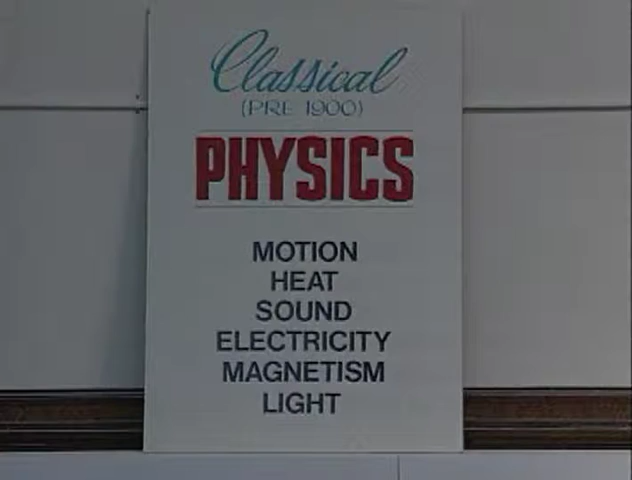 Classical
(PRE 1900)
PHYSICS
MOTION
HEAT
SOUND
ELECTRICITY
MAGNETISM
LIGHT